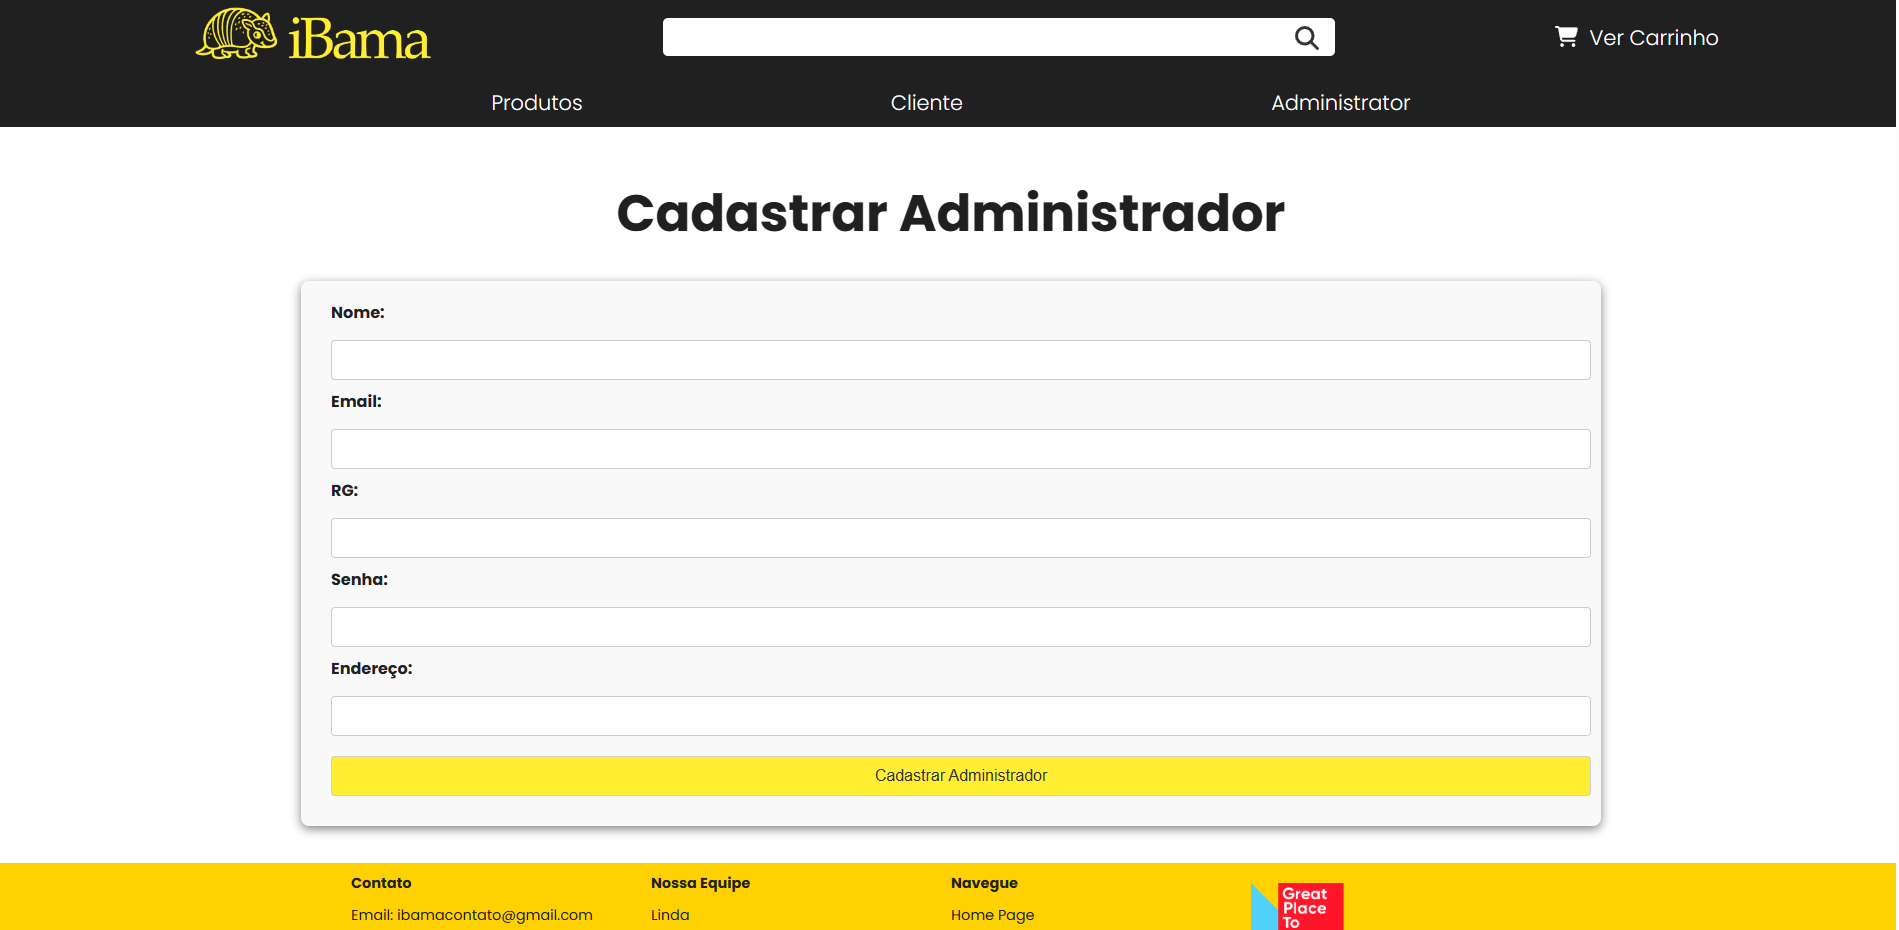 iBama
Ver Carrinho
Produtos
Cliente
Administrator
Cadastrar Administrador
Nome:
Email:
RG:
Senha:
Endereço:
Cadastrar Administrador
Contato
Nossa Equipe
Navegue
Email: ibamacontato@gmail.com
Linda
Home Page
Great
Place
To